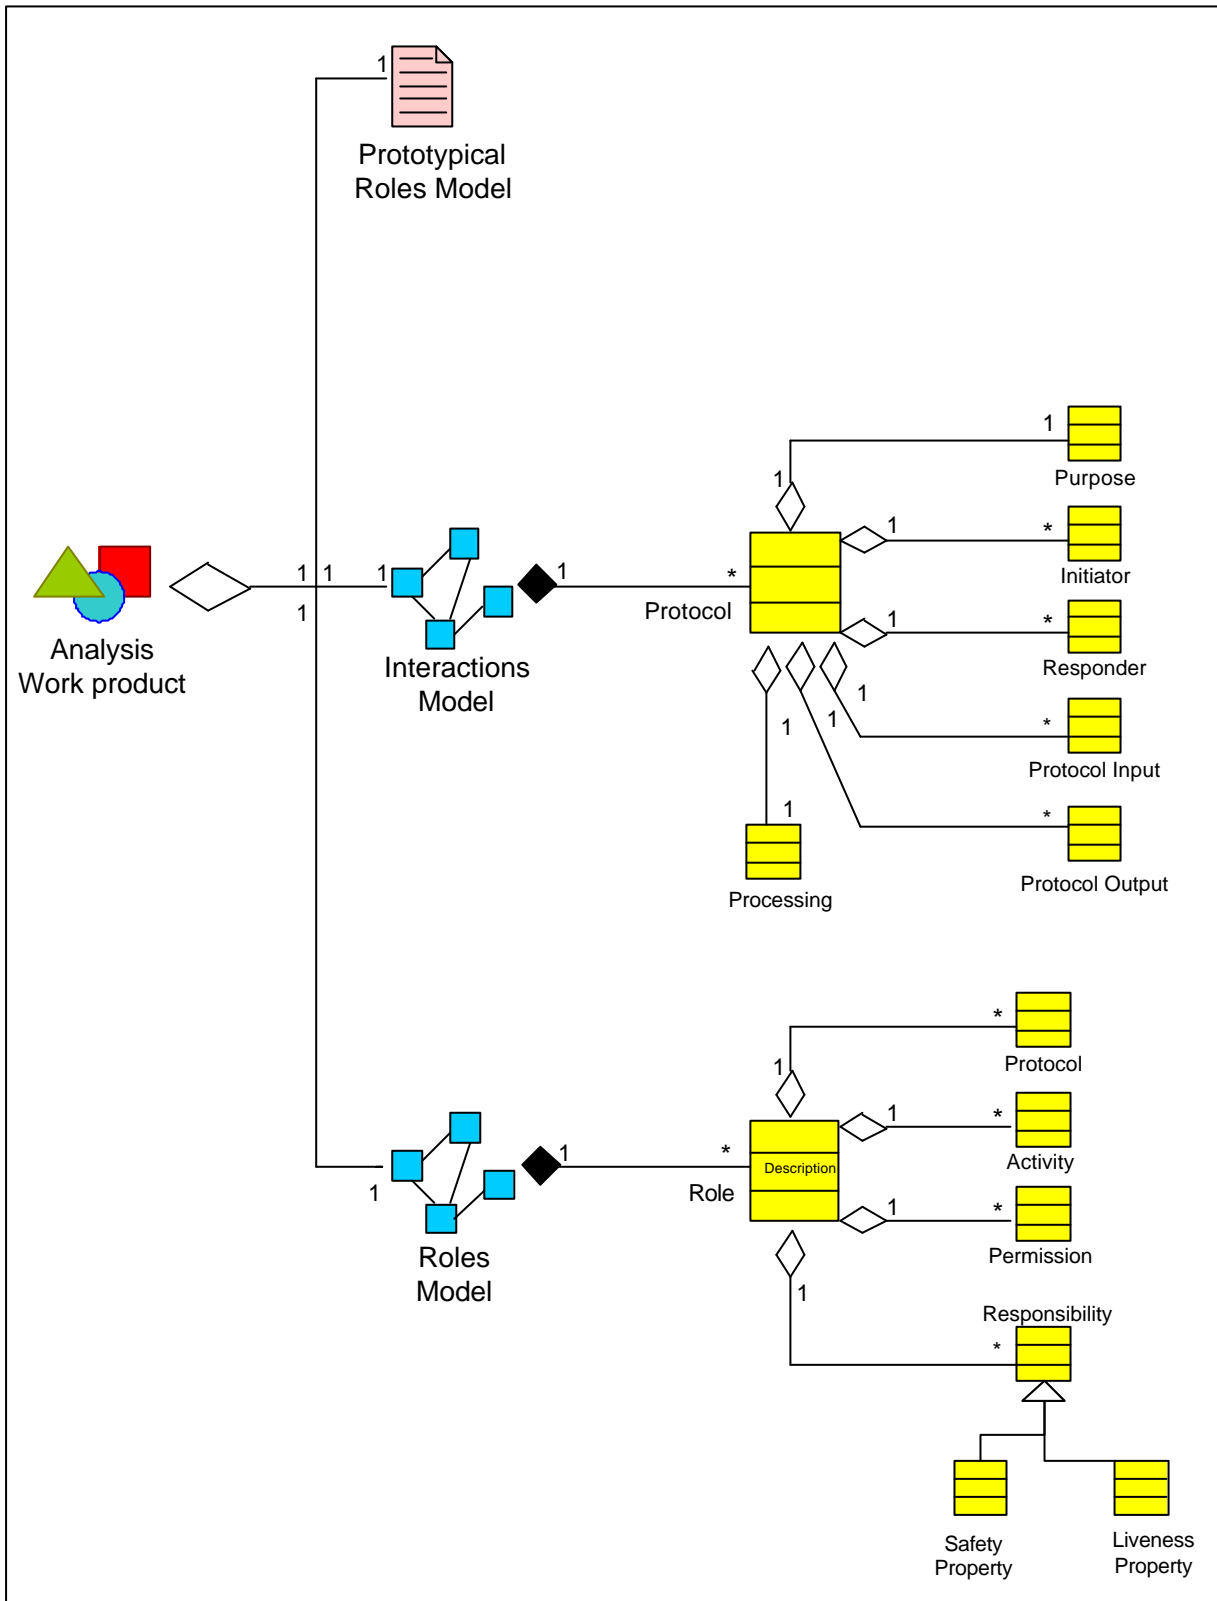 1
Prototypical
Roles Model
1
Purpose
1
1
*
Initiator
1
1
1
1
1
*
Protocol
1
*
Responder
Analysis
Work product
Interactions
Model
1
1
1
*
Protocol Input
1
*
Protocol Output
Processing
*
Protocol
1
1
*
Activity
1
1
*
Role
Description
1
*
Permission
Roles
Model
1
Responsibility
*
Safety
Property
Liveness
Property